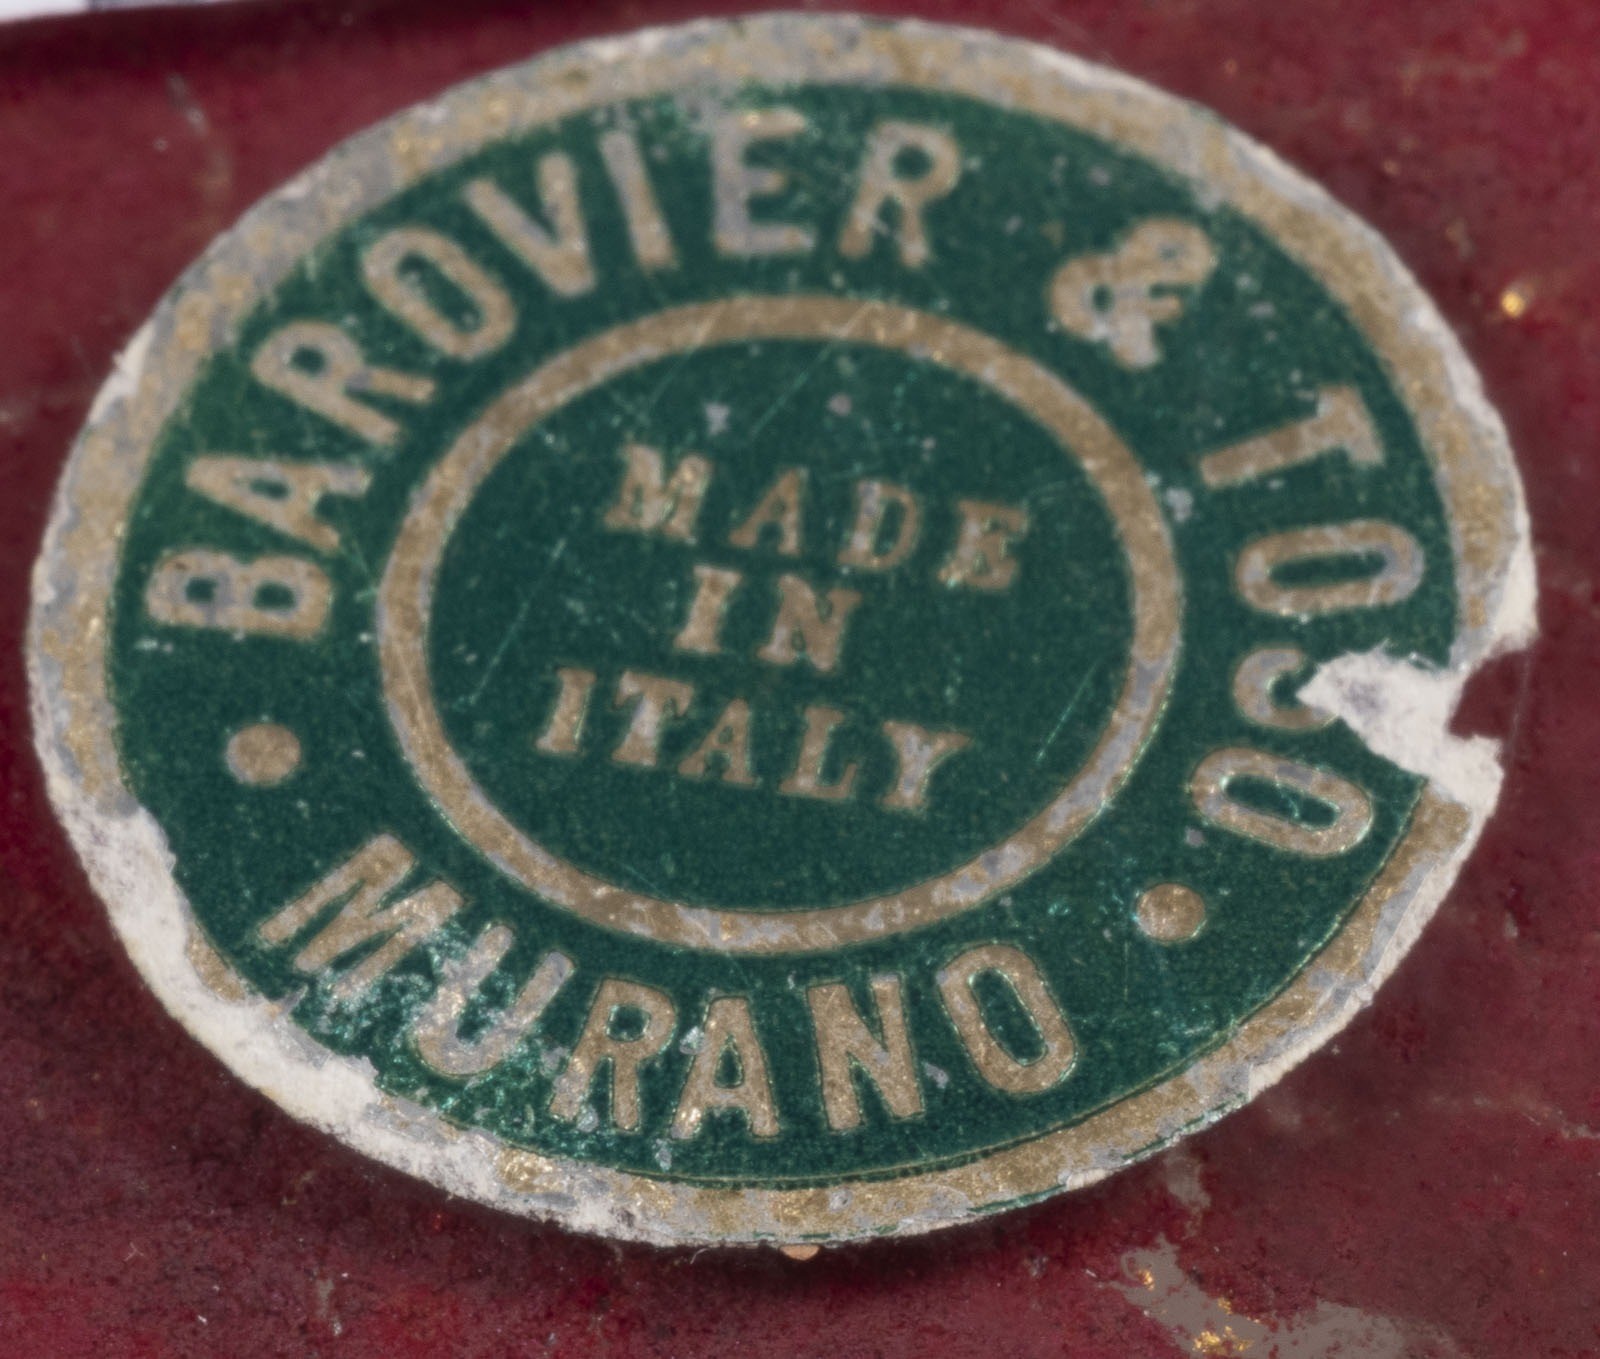 BAROVIER & TOSO
MADE
IN
ITALY
• MURANO •